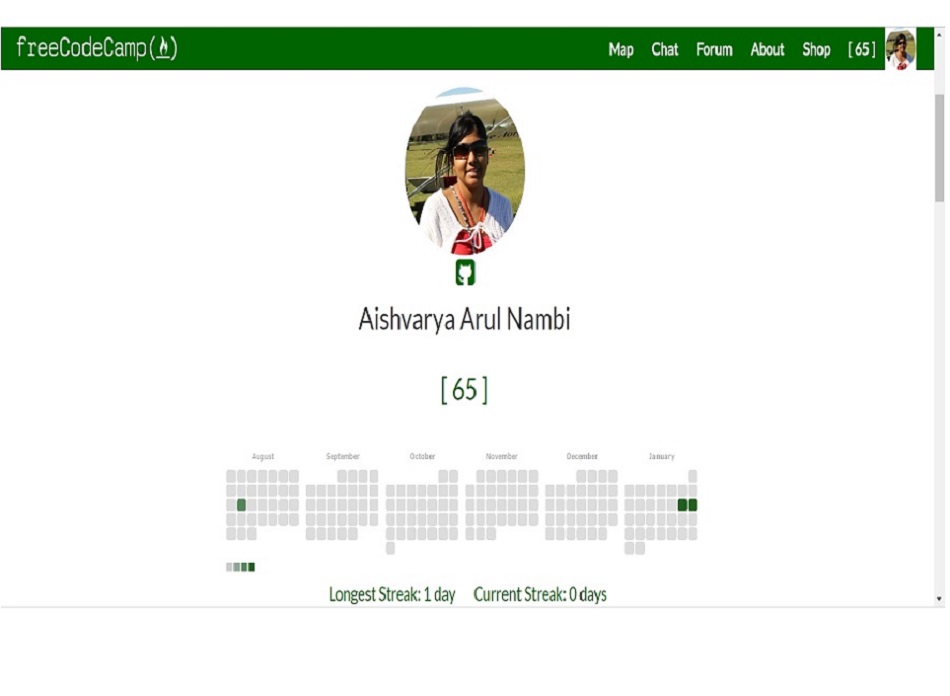 freeCodeCamp( )
Map Chat Forum About Shop [ 65 ]
Aishvarya Arul Nambi
[ 65 ]
August September October November December January
Longest Streak: 1 day Current Streak: 0 days